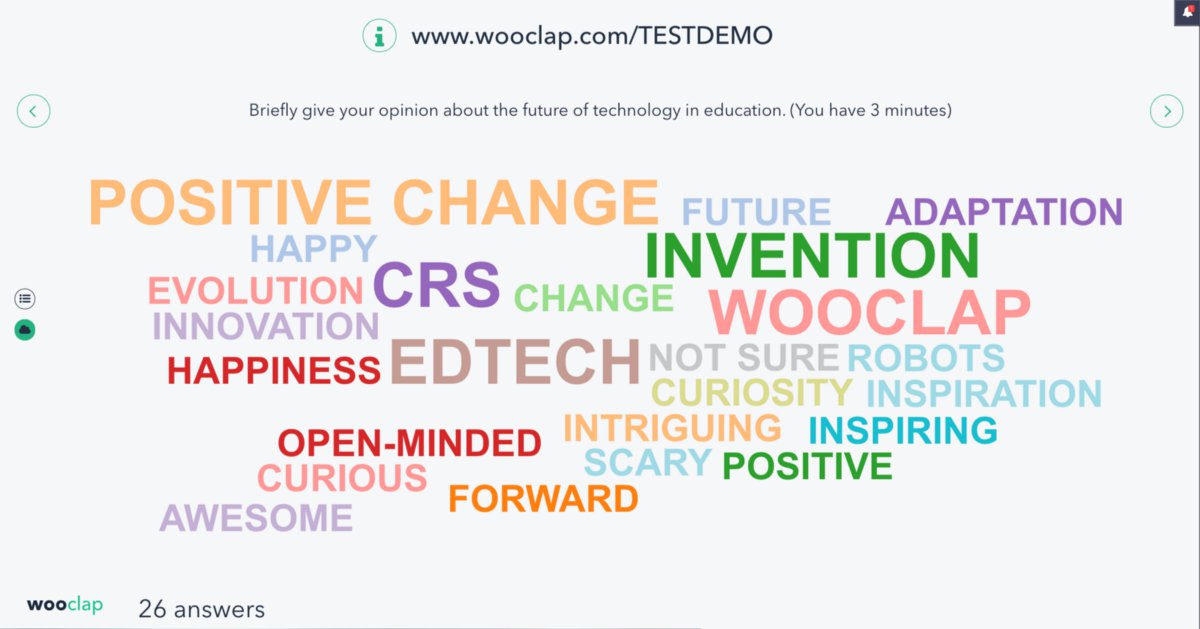 www.wooclap.com/TESTDEMO
Briefly give your opinion about the future of technology in education. (You have 3 minutes)
POSITIVE CHANGE
FUTURE
ADAPTATION
HAPPY
INVENTION
EVOLUTION
CRS
CHANGE
WOOCLAP
INNOVATION
HAPPINESS
EDTECH
NOT SURE
ROBOTS
CURIOSITY
INSPIRATION
OPEN-MINDED
INTRIGUING
INSPIRING
CURIOUS
SCARY
POSITIVE
FORWARD
AWESOME
wooclap
26 answers